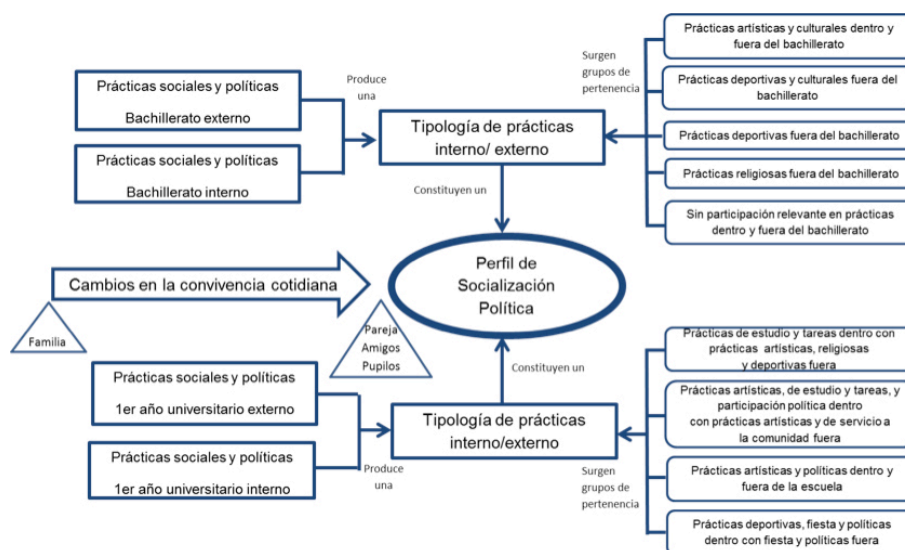 Prácticas sociales y políticas
Bachillerato externo
Prácticas sociales y políticas
Bachillerato interno
Produce
una
Tipología de prácticas
interno/ externo
Surgen
grupos de
pertenencia
Prácticas artísticas y culturales dentro y
fuera del bachillerato
Prácticas deportivas y culturales fuera del
bachillerato
Prácticas deportivas fuera del bachillerato
Prácticas religiosas fuera del bachillerato
Sin participación relevante en prácticas
dentro y fuera del bachillerato
Constituyen un
Perfil de
Socialización
Política
Cambios en la convivencia cotidiana
Familia
Pareja
Amigos
Pupilos
Constituyen un
Prácticas sociales y políticas
1er año universitario externo
Prácticas sociales y políticas
1er año universitario interno
Produce
una
Tipología de prácticas
interno/externo
Surgen
grupos de
pertenencia
Prácticas de estudio y tareas dentro con
prácticas artísticas, religiosas
y deportivas fuera
Prácticas artísticas, de estudio y tareas, y
participación política dentro
con prácticas artísticas y de servicio a
la comunidad fuera
Prácticas artísticas y políticas dentro y
fuera de la escuela
Prácticas deportivas, fiesta y políticas
dentro con fiesta y políticas fuera